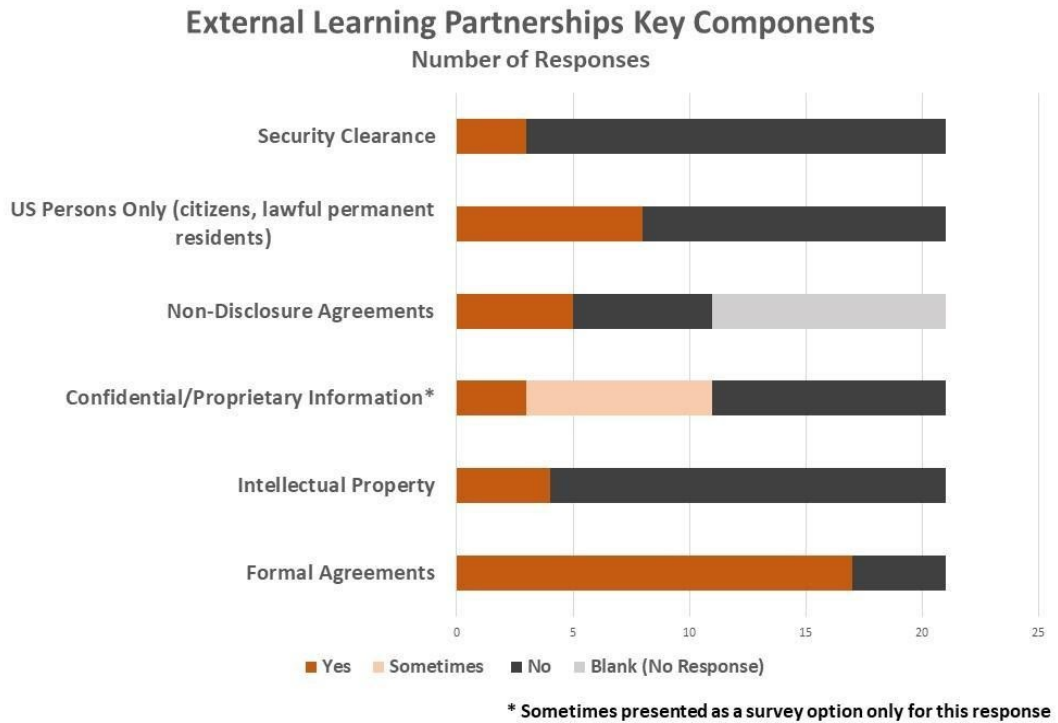 External Learning Partnerships Key Components
Number of Responses
Security Clearance
US Persons Only (citizens, lawful permanent
residents)
Non-Disclosure Agreements
Confidential/Proprietary Information*
Intellectual Property
Formal Agreements
0 5 10 15 20 25
Yes Sometimes No Blank (No Response)
* Sometimes presented as a survey option only for this response